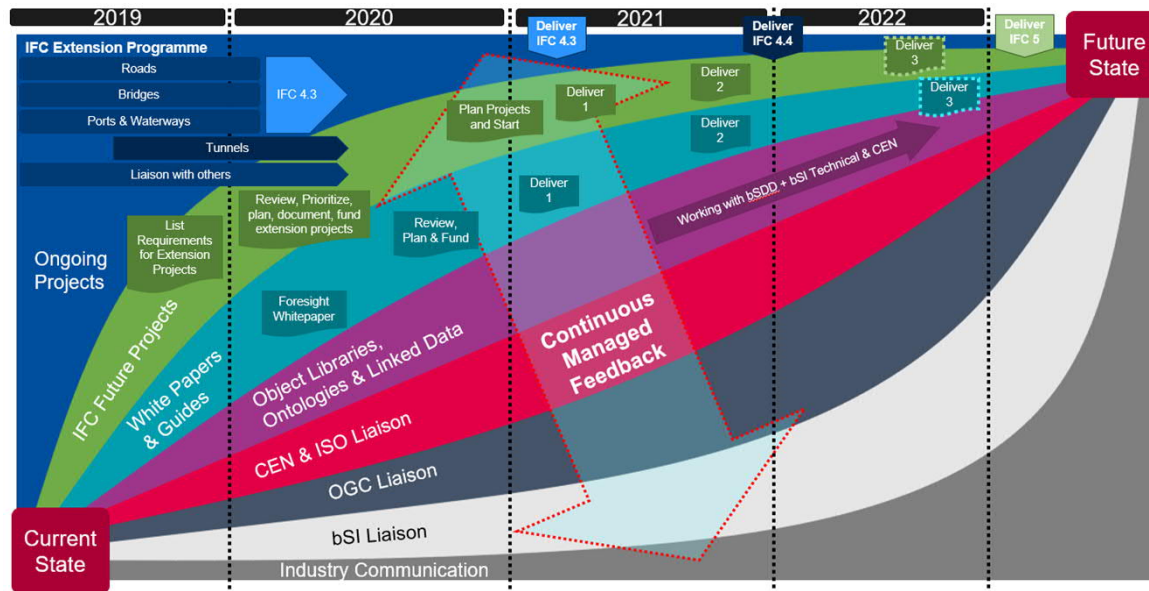 2019
2020
2021
2022
Deliver
IFC 4.3
Deliver
IFC 4.4
Deliver
IFC 5
Future
State
IFC Extension Programme
Roads
Bridges
Ports & Waterways
IFC 4.3
Tunnels
Liaison with others
Plan Projects
and Start
Deliver
1
Deliver
2
Deliver
3
Deliver
3
Deliver
2
Deliver
1
Working with bSDD + bSI Technical & CEN
List
Requirements
for Extension
Projects
Review, Prioritize,
plan, document, fund
extension projects
Review,
Plan & Fund
Foresight
Whitepaper
Ongoing
Projects
IFC Future Projects
White Papers
& Guides
Object Libraries,
Ontologies & Linked Data
Continuous
Managed
Feedback
CEN & ISO Liaison
OGC Liaison
bSI Liaison
Industry Communication
Current
State